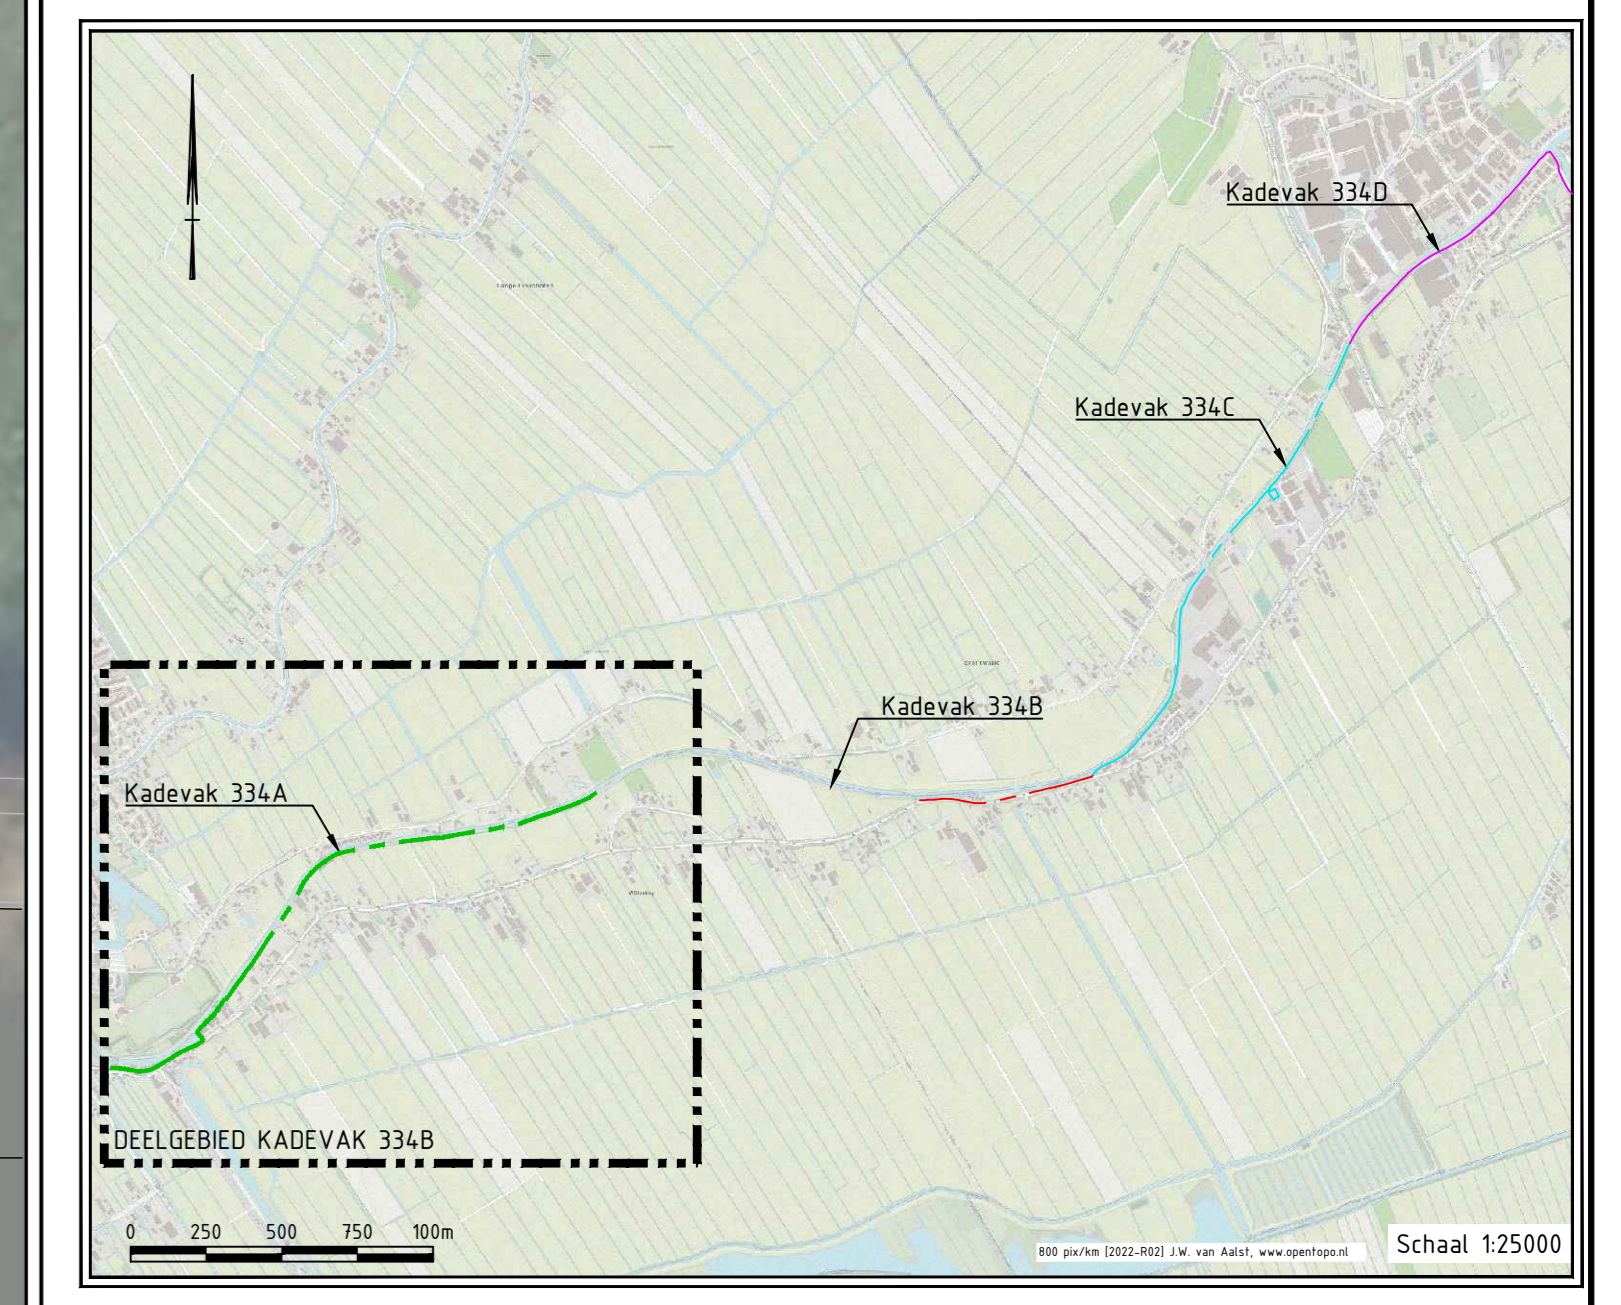 Kadevak 334D
Kadevak 334C
Kadevak 334B
Kadevak 334A
DEELGEBIED KADEVAK 334B
0 250 500 750 100m
800 pix/km [2022-R02] J.W. van Aalst, www.opentopo.nl
Schaal 1:25000